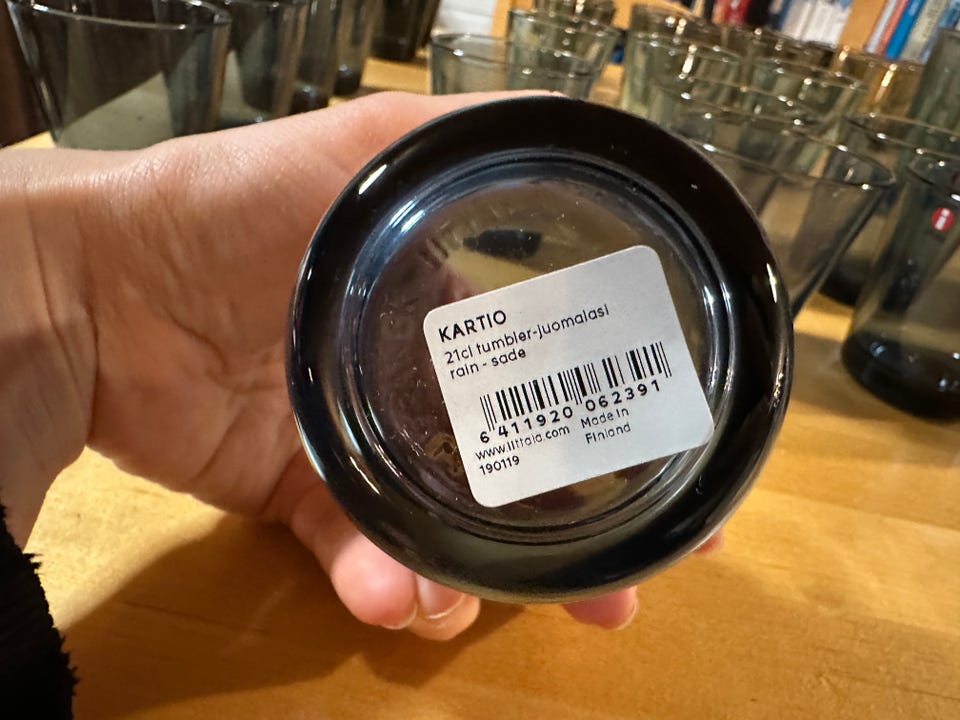 KARTIO
21cl tumbler-juomalasi
rain - sade
6 411920 062391
www.iittala.com Made in
Finland
190119
i